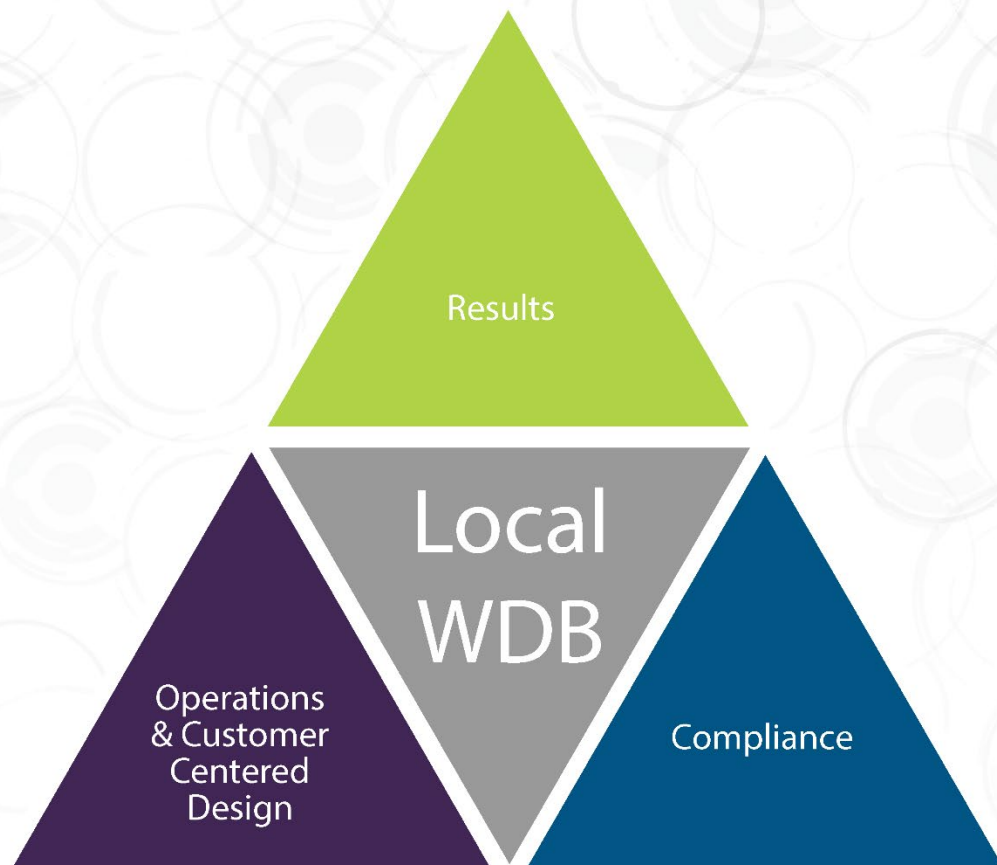 Results
Local
WDB
Operations
& Customer
Centered
Design
Compliance